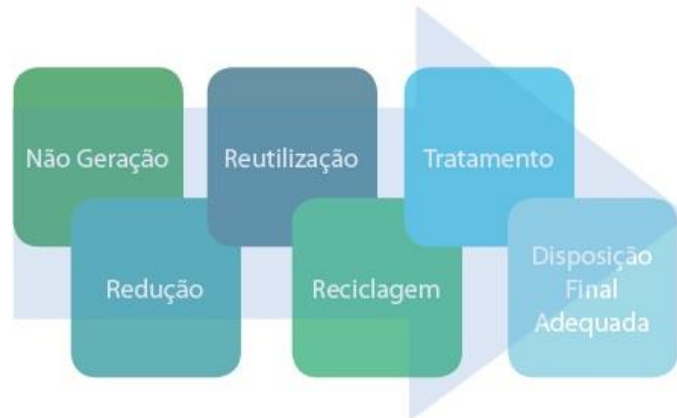 Não Geração
Redução
Reutilização
Reciclagem
Tratamento
Disposição
Final
Adequada